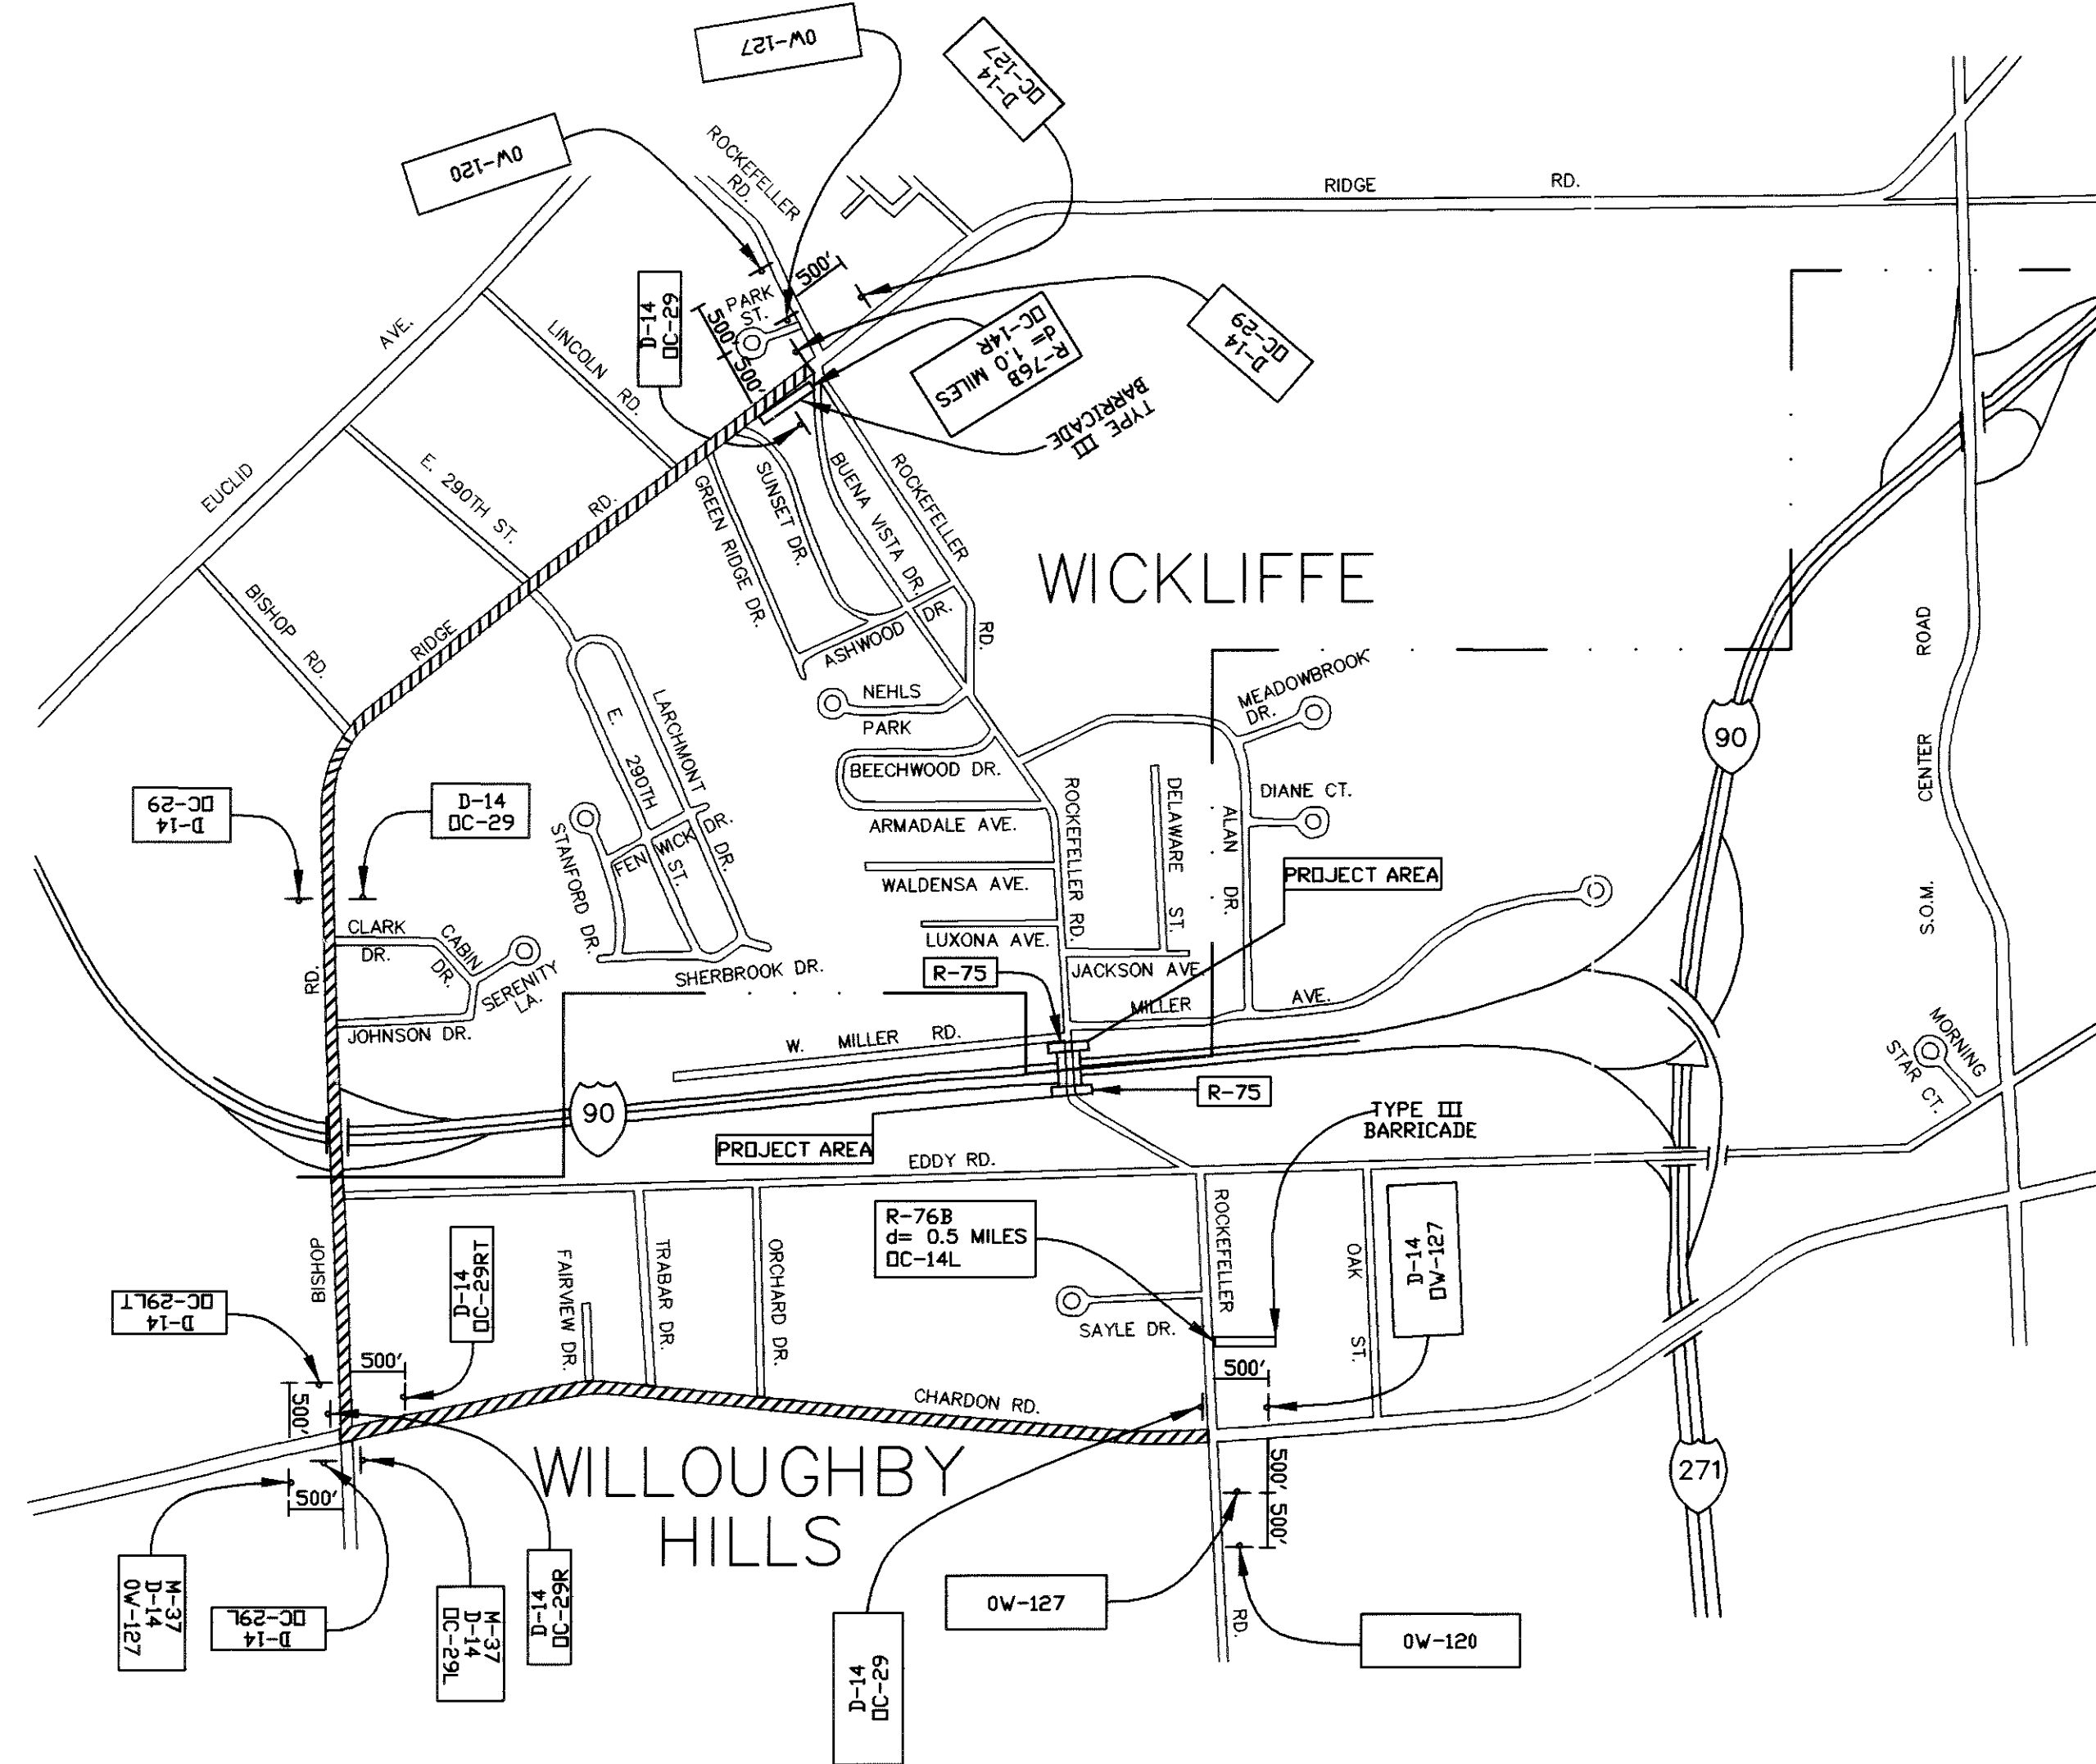 OW-127
D-14
OC-127
OW-120
ROCKEFELLER
RD.
RIDGE RD.
D-14
OC-29
PARK
ST.
500'
500'
500'
D-14
OC-29
R-76B
d= 1.0 MILES
OC-14R
TYPE III
BARRICADE
EUCLID AVE.
LINCOLN RD.
E. 290TH ST.
BISHOP RD.
RIDGE RD.
GREEN RIDGE DR.
SUNSET DR.
BUENA VISTA DR.
ROCKEFELLER RD.
ASHWOOD DR.
WICKLIFFE
NEHLS
PARK
BEECHWOOD DR.
ARMADALE AVE.
WALDENSA AVE.
LUXONA AVE.
ROCKEFELLER RD.
DELAWARE ST.
ALAN DR.
MEADOWBROOK
DR.
DIANE CT.
PROJECT AREA
JACKSON AVE.
MILLER AVE.
R-75
W. MILLER RD.
90
S.O.M. CENTER ROAD
MORNING
STAR CT.
E. 290TH ST.
LARCHMONT DR.
FENWICK DR.
STANFORD DR.
SHERBROOK DR.
D-14
OC-29
D-14
OC-29
CLARK
DR.
CABIN
DR.
SERENITY
LA.
JOHNSON DR.
BISHOP RD.
90
R-75
PROJECT AREA
TYPE III
BARRICADE
EDDY RD.
R-76B
d= 0.5 MILES
OC-14L
ROCKEFELLER RD.
OAK ST.
D-14
OW-127
SAYLE DR.
FAIRVIEW DR.
TRABAR DR.
ORCHARD DR.
D-14
OC-29RT
D-14
OC-29LT
500'
500'
500'
CHARDON RD.
500'
500'
500'
WILLOUGHBY
HILLS
271
M-37
D-14
OW-127
D-14
OC-29L
M-37
D-14
OC-29L
D-14
OC-29R
D-14
OC-29
OW-127
OW-120